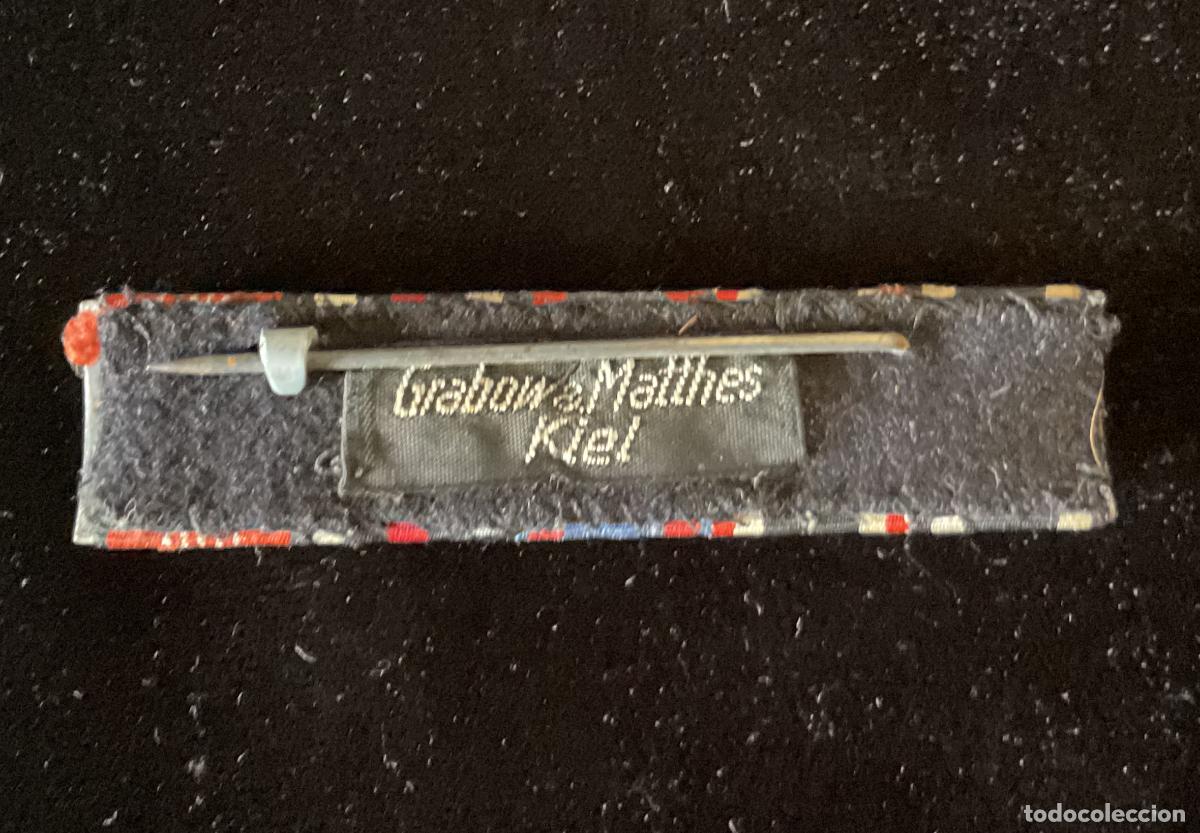 Grabow & Matthes
Kiel
todocoleccion